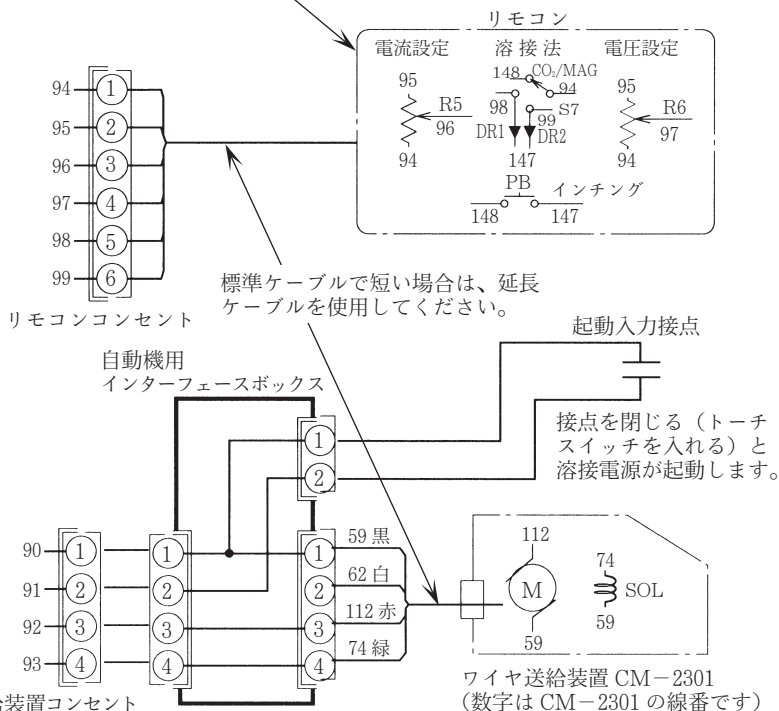 リモコン
電流設定
溶接法
電圧設定
95
R5
96
94
148
CO₂/MAG
94
98
S7
99
DR1
DR2
147
95
R6
97
94
PB
インチング
148
147
94
①
95
②
96
③
97
④
98
⑤
99
⑥
リモコンコンセント
標準ケーブルで短い場合は、延長
ケーブルを使用してください。
自動機用
インターフェースボックス
起動入力接点
①
②
接点を閉じる（トーチ
スイッチを入れる）と
溶接電源が起動します。
90
①
①
①
59 黒
91
②
②
②
62 白
92
③
③
③
112 赤
93
④
④
④
74 緑
112
M
59
74
SOL
59
給装置コンセント
ワイヤ送給装置 CM－2301
（数字は CM－2301 の線番です）